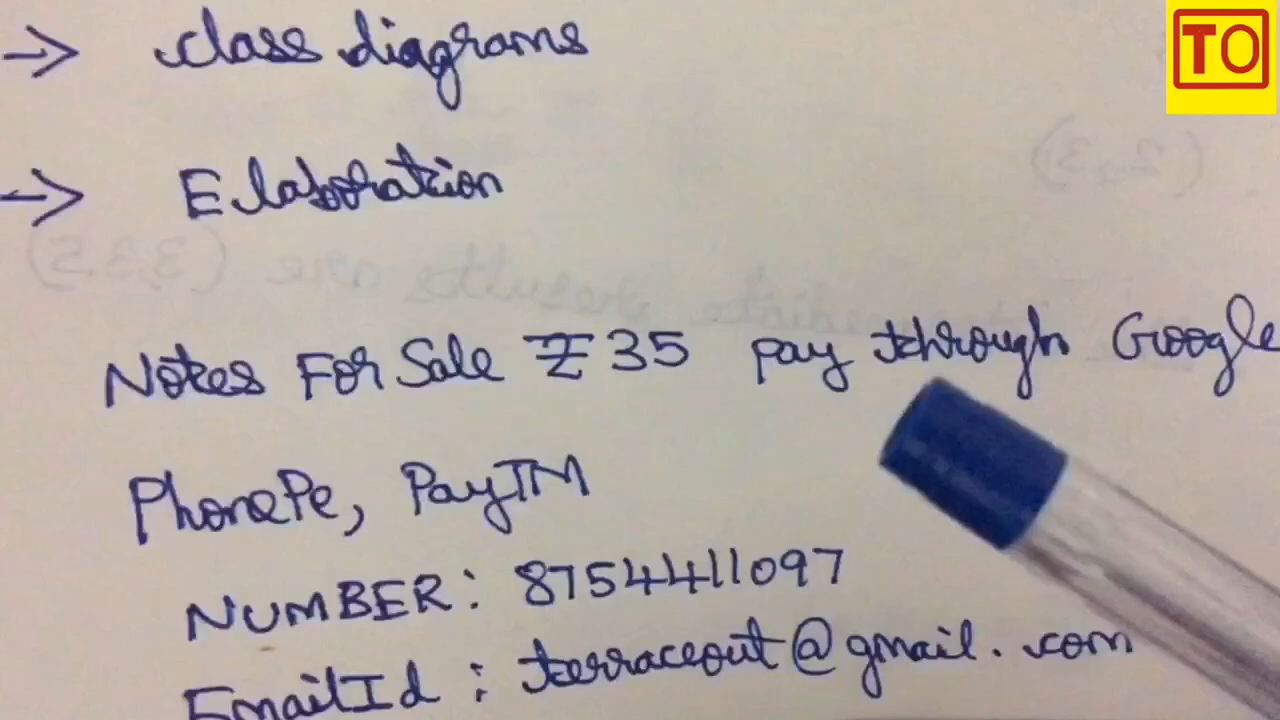 TO
→ class diagrams
→ Elaboration
Notes For Sale ₹35 pay through Google
PhonePe, PayTM
NUMBER: 8754411097
EmailId : terraceout@gmail.com